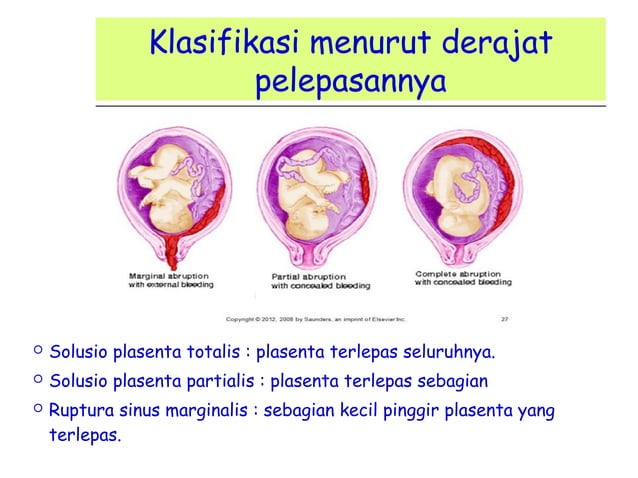 Klasifikasi menurut derajat
pelepasannya
Marginal abruption
with external bleeding
Partial abruption
with concealed bleeding
Complete abruption
with concealed bleeding
Copyright © 2012, 2008 by Saunders, an imprint of Elsevier Inc.
27
○ Solusio plasenta totalis : plasenta terlepas seluruhnya.
○ Solusio plasenta partialis : plasenta terlepas sebagian
○ Ruptura sinus marginalis : sebagian kecil pinggir plasenta yang
terlepas.